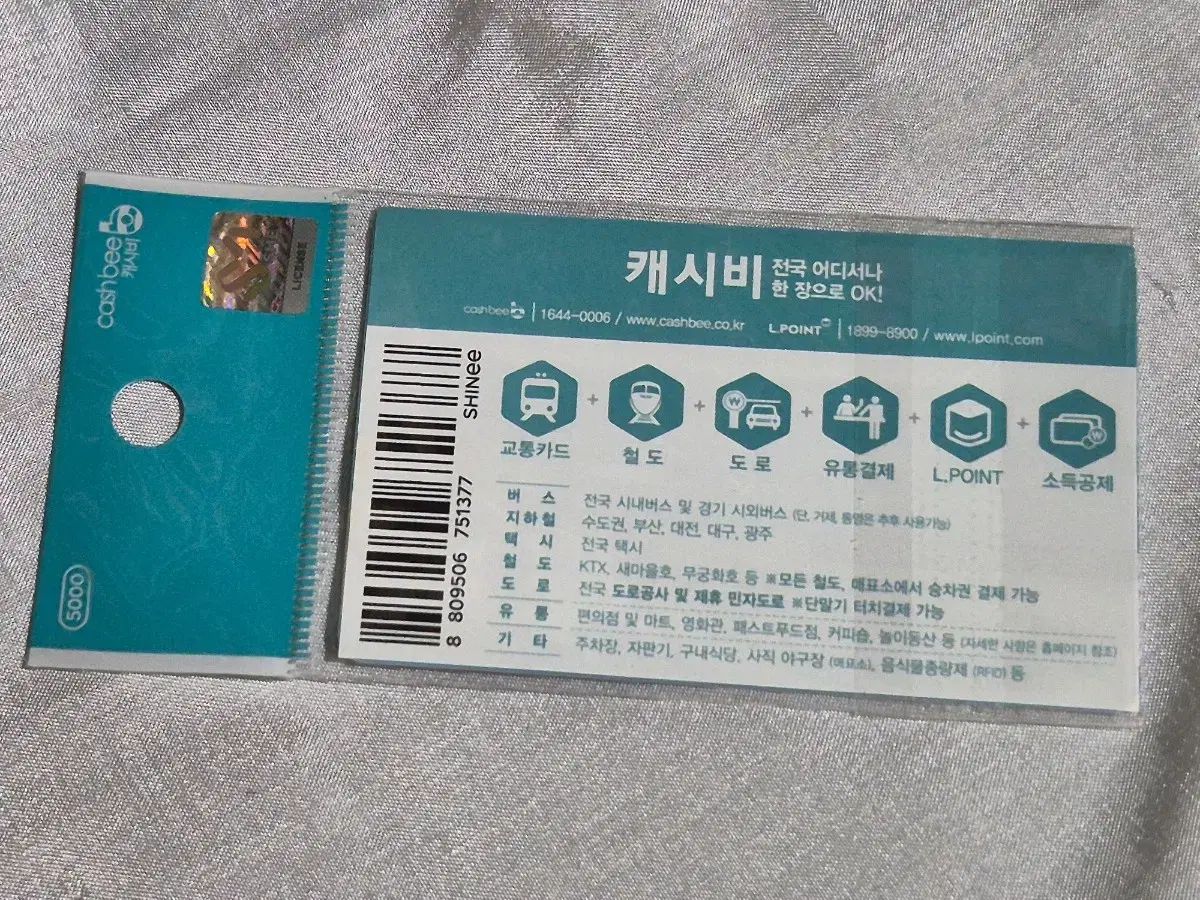 cashbee
캐시비
LICENSE
5000
캐시비 전국 어디서나
한 장으로 OK!
cashbee | 1644-0006 / www.cashbee.co.kr L.POINT | 1899-8900 / www.lpoint.com
SHINee
8 809506 751377
교통카드 + 철 도 + 도 로 + 유통결제 + L.POINT + 소득공제
버 스 전국 시내버스 및 경기 시외버스 (단, 거제, 통영은 추후 사용가능)
지하철 수도권, 부산, 대전, 대구, 광주
택 시 전국 택시
철 도 KTX, 새마을호, 무궁화호 등 ※모든 철도, 매표소에서 승차권 결제 가능
도 로 전국 도로공사 및 제휴 민자도로 ※단말기 터치결제 가능
유 통 편의점 및 마트, 영화관, 패스트푸드점, 커피숍, 놀이동산 등 (자세한 사항은 홈페이지 참조)
기 타 주차장, 자판기, 구내식당, 사직 야구장 (매표소), 음식물종량제 (RFID) 등